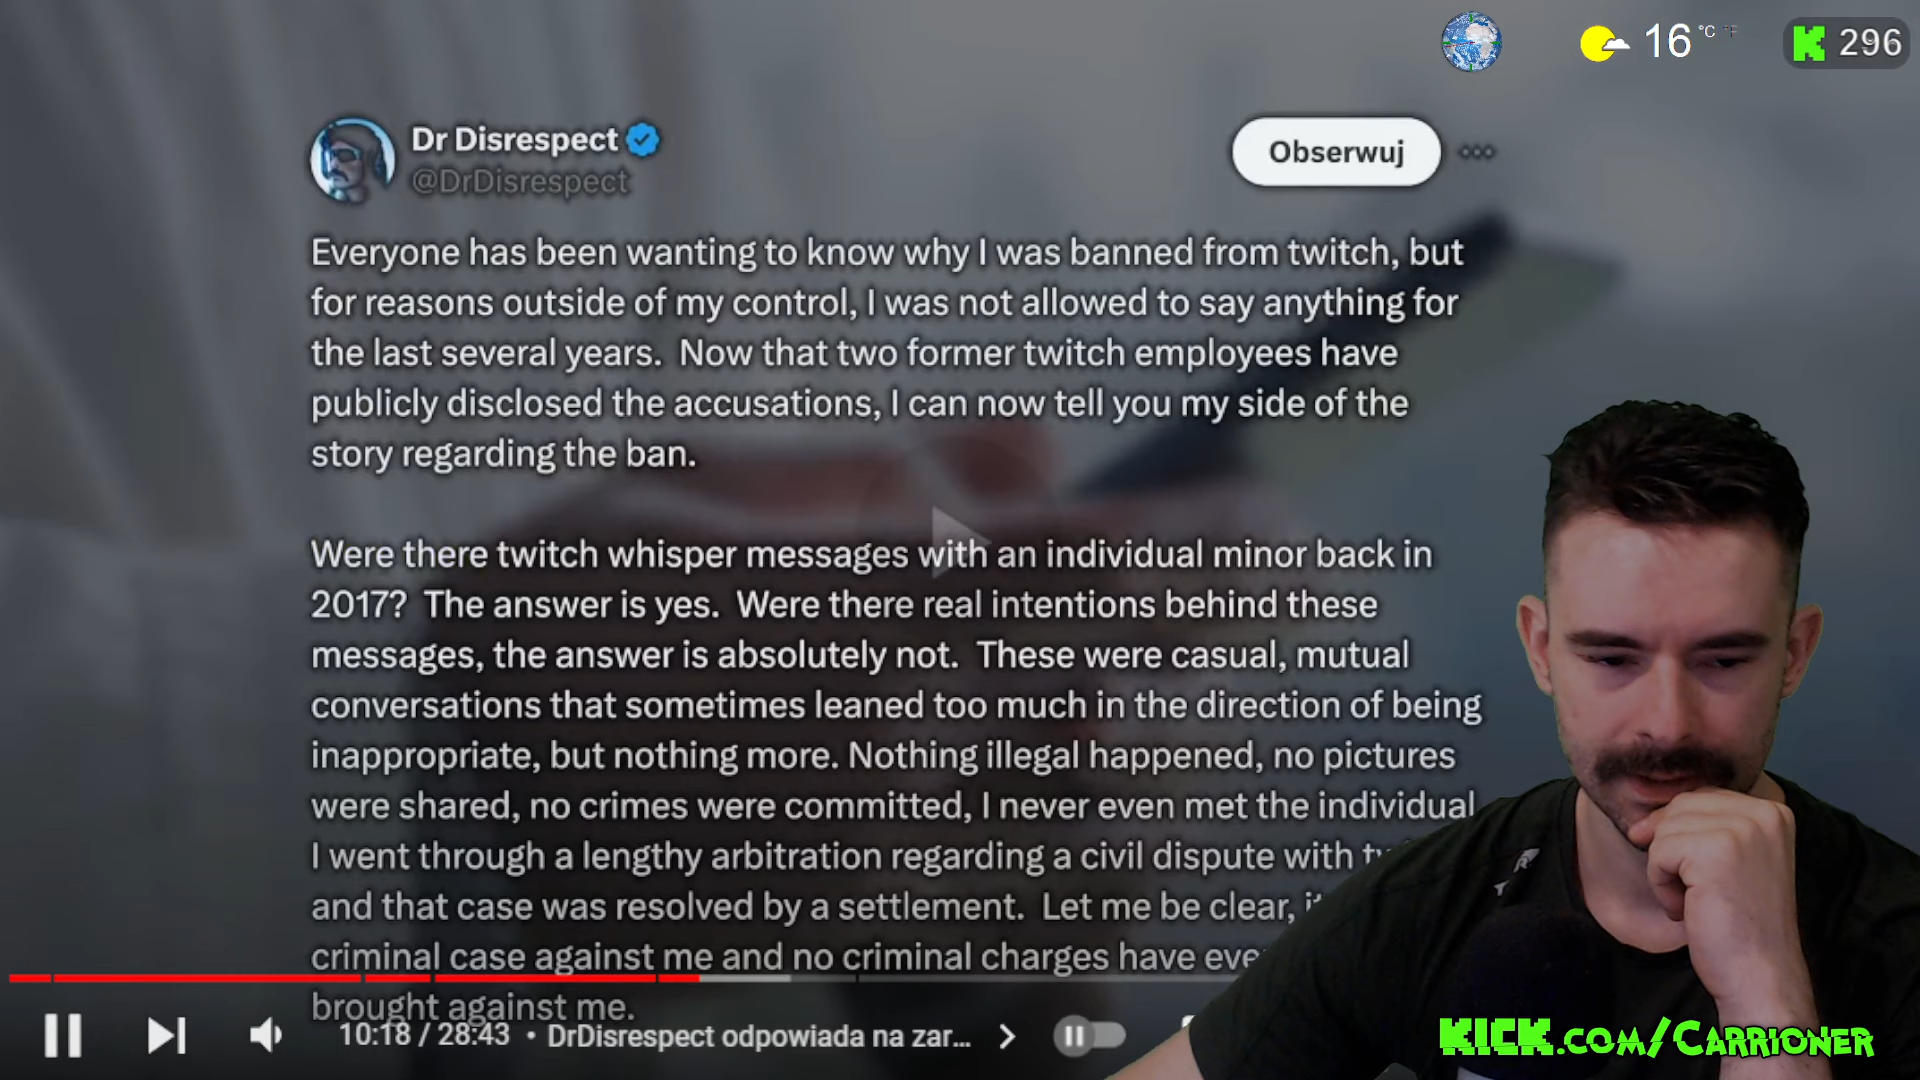 16 °C °F
296
Dr Disrespect
@DrDisrespect
Obserwuj
Everyone has been wanting to know why I was banned from twitch, but
for reasons outside of my control, I was not allowed to say anything for
the last several years. Now that two former twitch employees have
publicly disclosed the accusations, I can now tell you my side of the
story regarding the ban.
Were there twitch whisper messages with an individual minor back in
2017? The answer is yes. Were there real intentions behind these
messages, the answer is absolutely not. These were casual, mutual
conversations that sometimes leaned too much in the direction of being
inappropriate, but nothing more. Nothing illegal happened, no pictures
were shared, no crimes were committed, I never even met the individual
I went through a lengthy arbitration regarding a civil dispute with
and that case was resolved by a settlement. Let me be clear,
criminal case against me and no criminal charges have
brought against me.
10:18 / 28:43 • DrDisrespect odpowiada na zar...
KICK.com/Carrioner